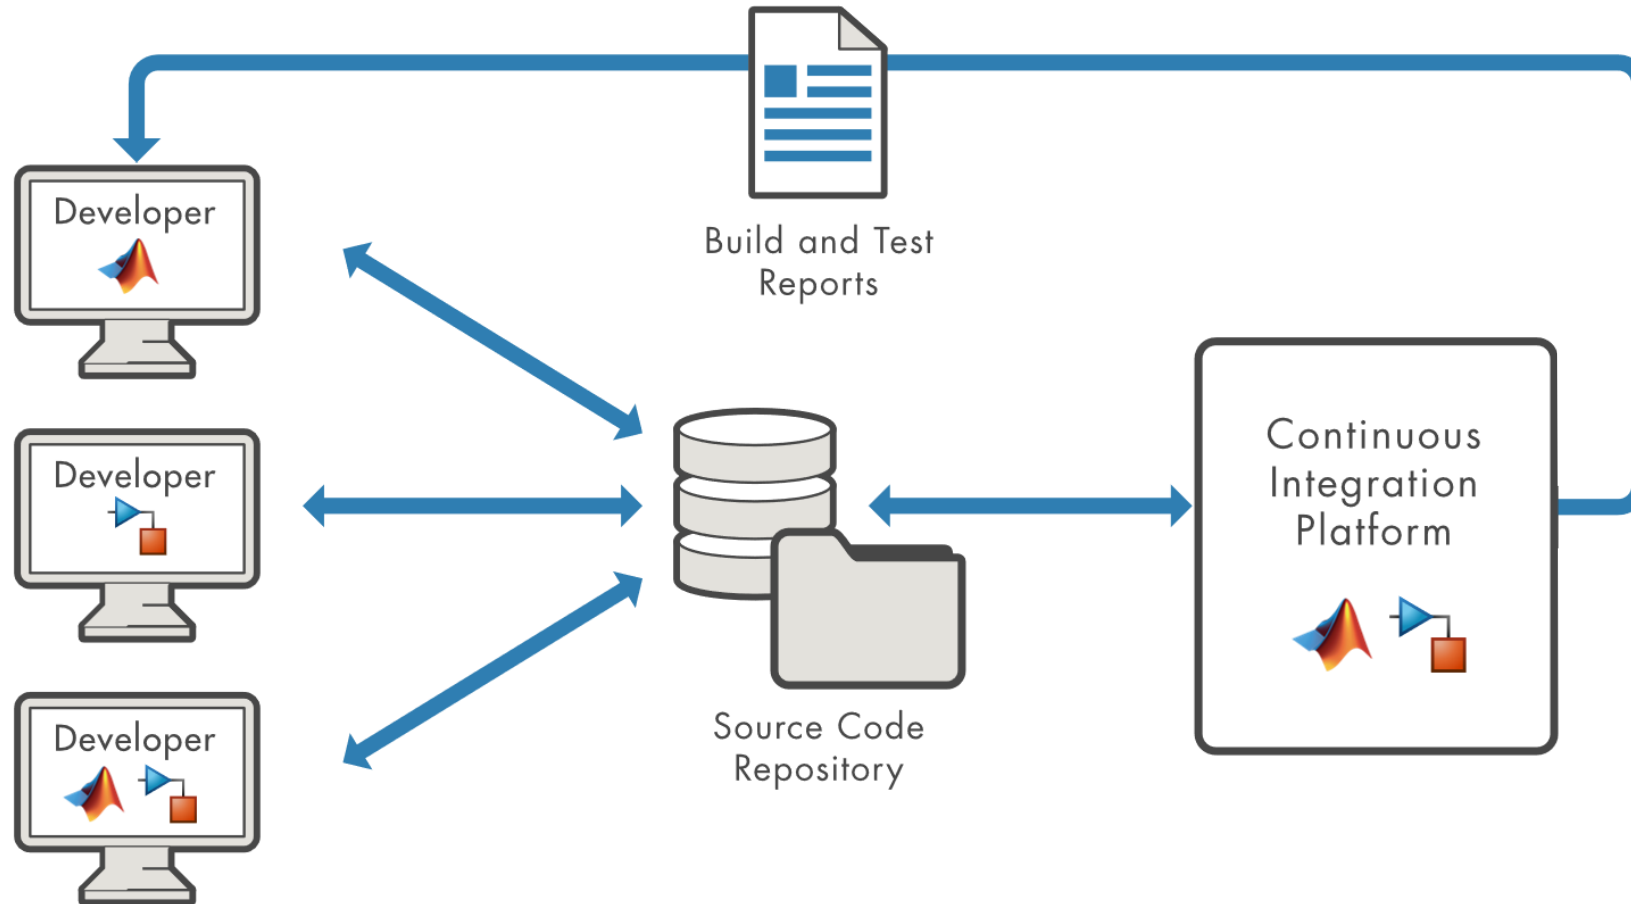 Developer
Build and Test
Reports
Developer
Continuous
Integration
Platform
Developer
Source Code
Repository